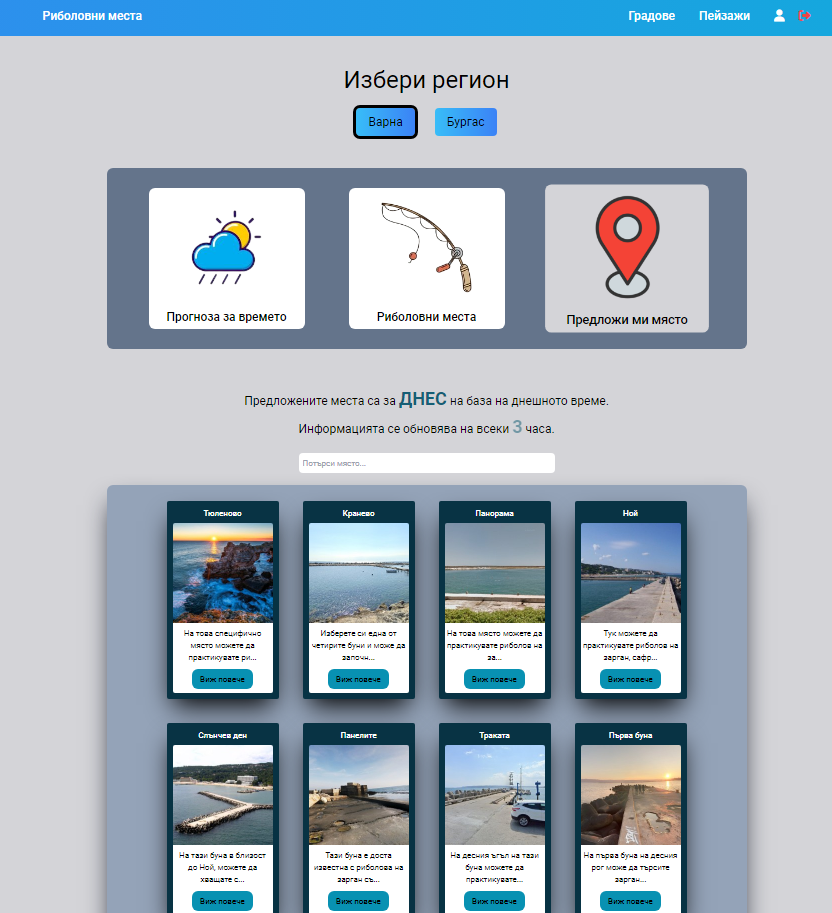 Риболовни места
Градове
Пейзажи
Избери регион
Варна
Бургас
Прогноза за времето
Риболовни места
Предложи ми място
Предложените места са за ДНЕС на база на днешното време.
Информацията се обновява на всеки 3 часа.
Потърси място...
Тюленово
Кранево
Панорама
Ной
На това специфично
място можете да
практикувате ри...
Изберете си една от
четирите буни и може да
започн...
На това място можете да
практикувате риболов на
за...
Тук можете да
практикувате риболов на
зарган, сафр...
Виж повече
Виж повече
Виж повече
Виж повече
Слънчев ден
Панелите
Траката
Първа буна
На тази буна в близост
до Ной, можете да
хващате с...
Тази буна е доста
известна с риболова на
зарган съ...
На десния ъгъл на тази
буна можете да
практикувате...
На първа буна на десния
рог може да търсите
зарган...
Виж повече
Виж повече
Виж повече
Виж повече